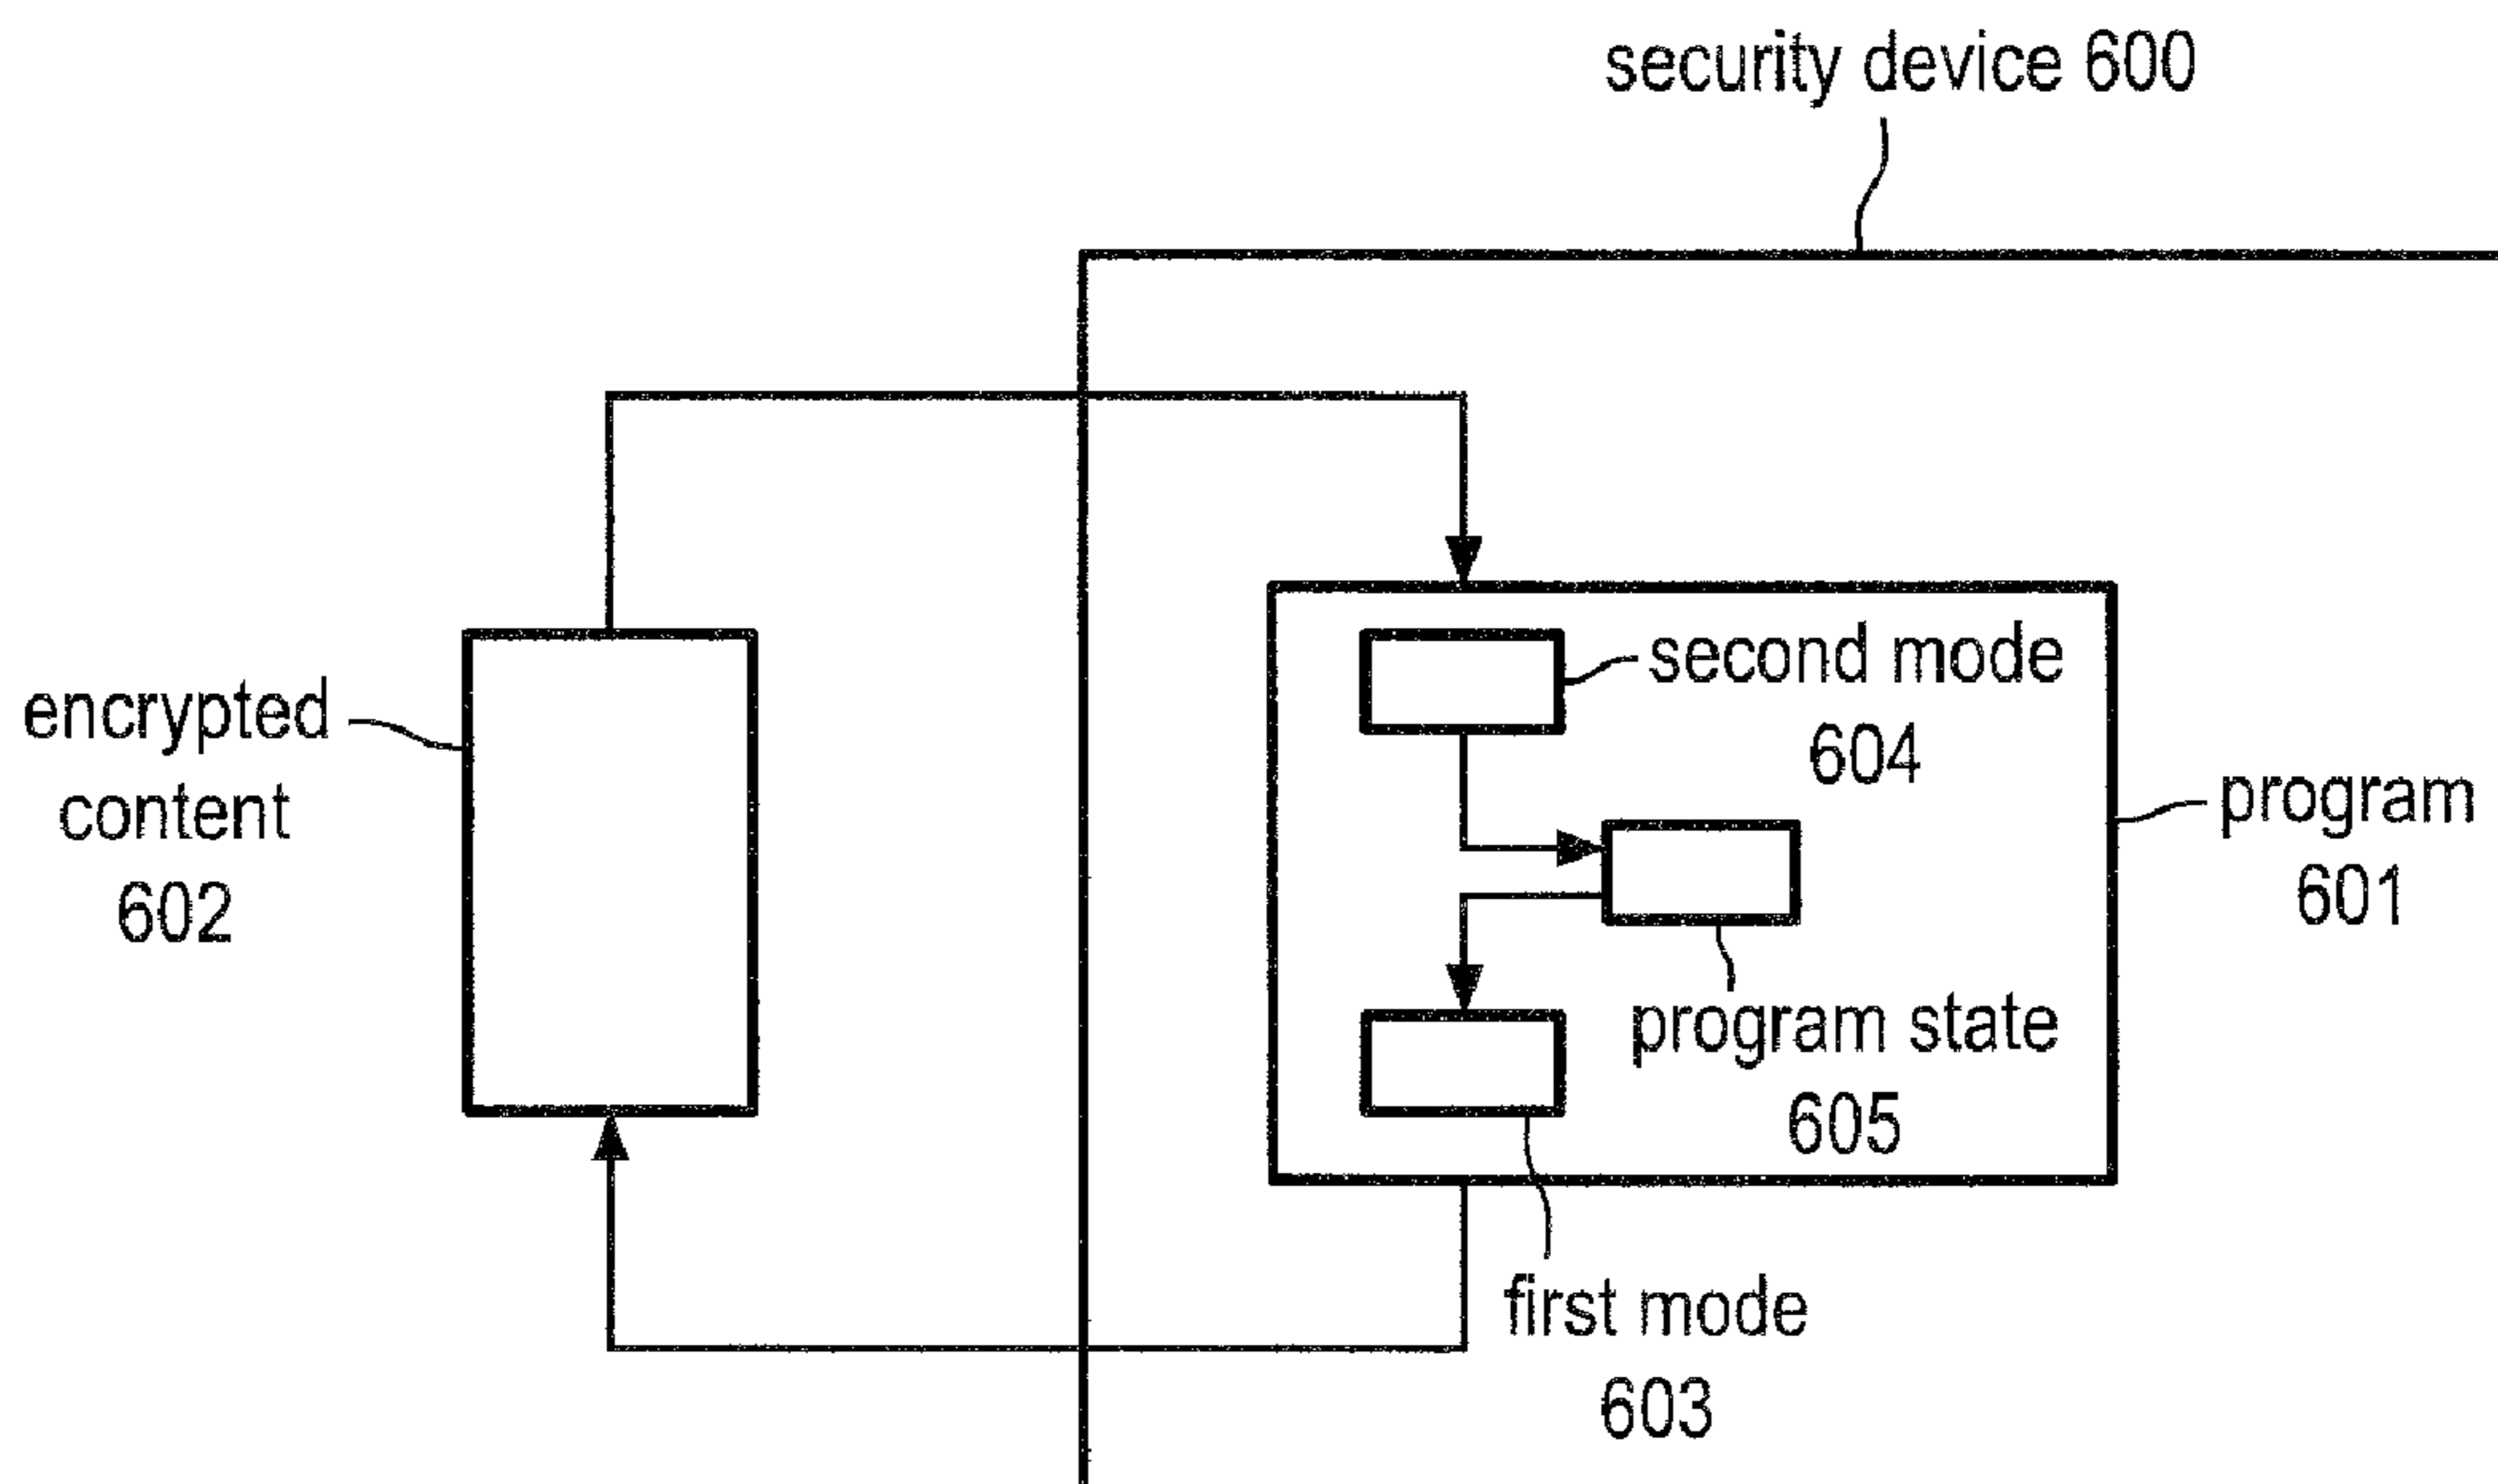 security device 600
encrypted
content
602
second mode
604
program
601
program state
605
first mode
603